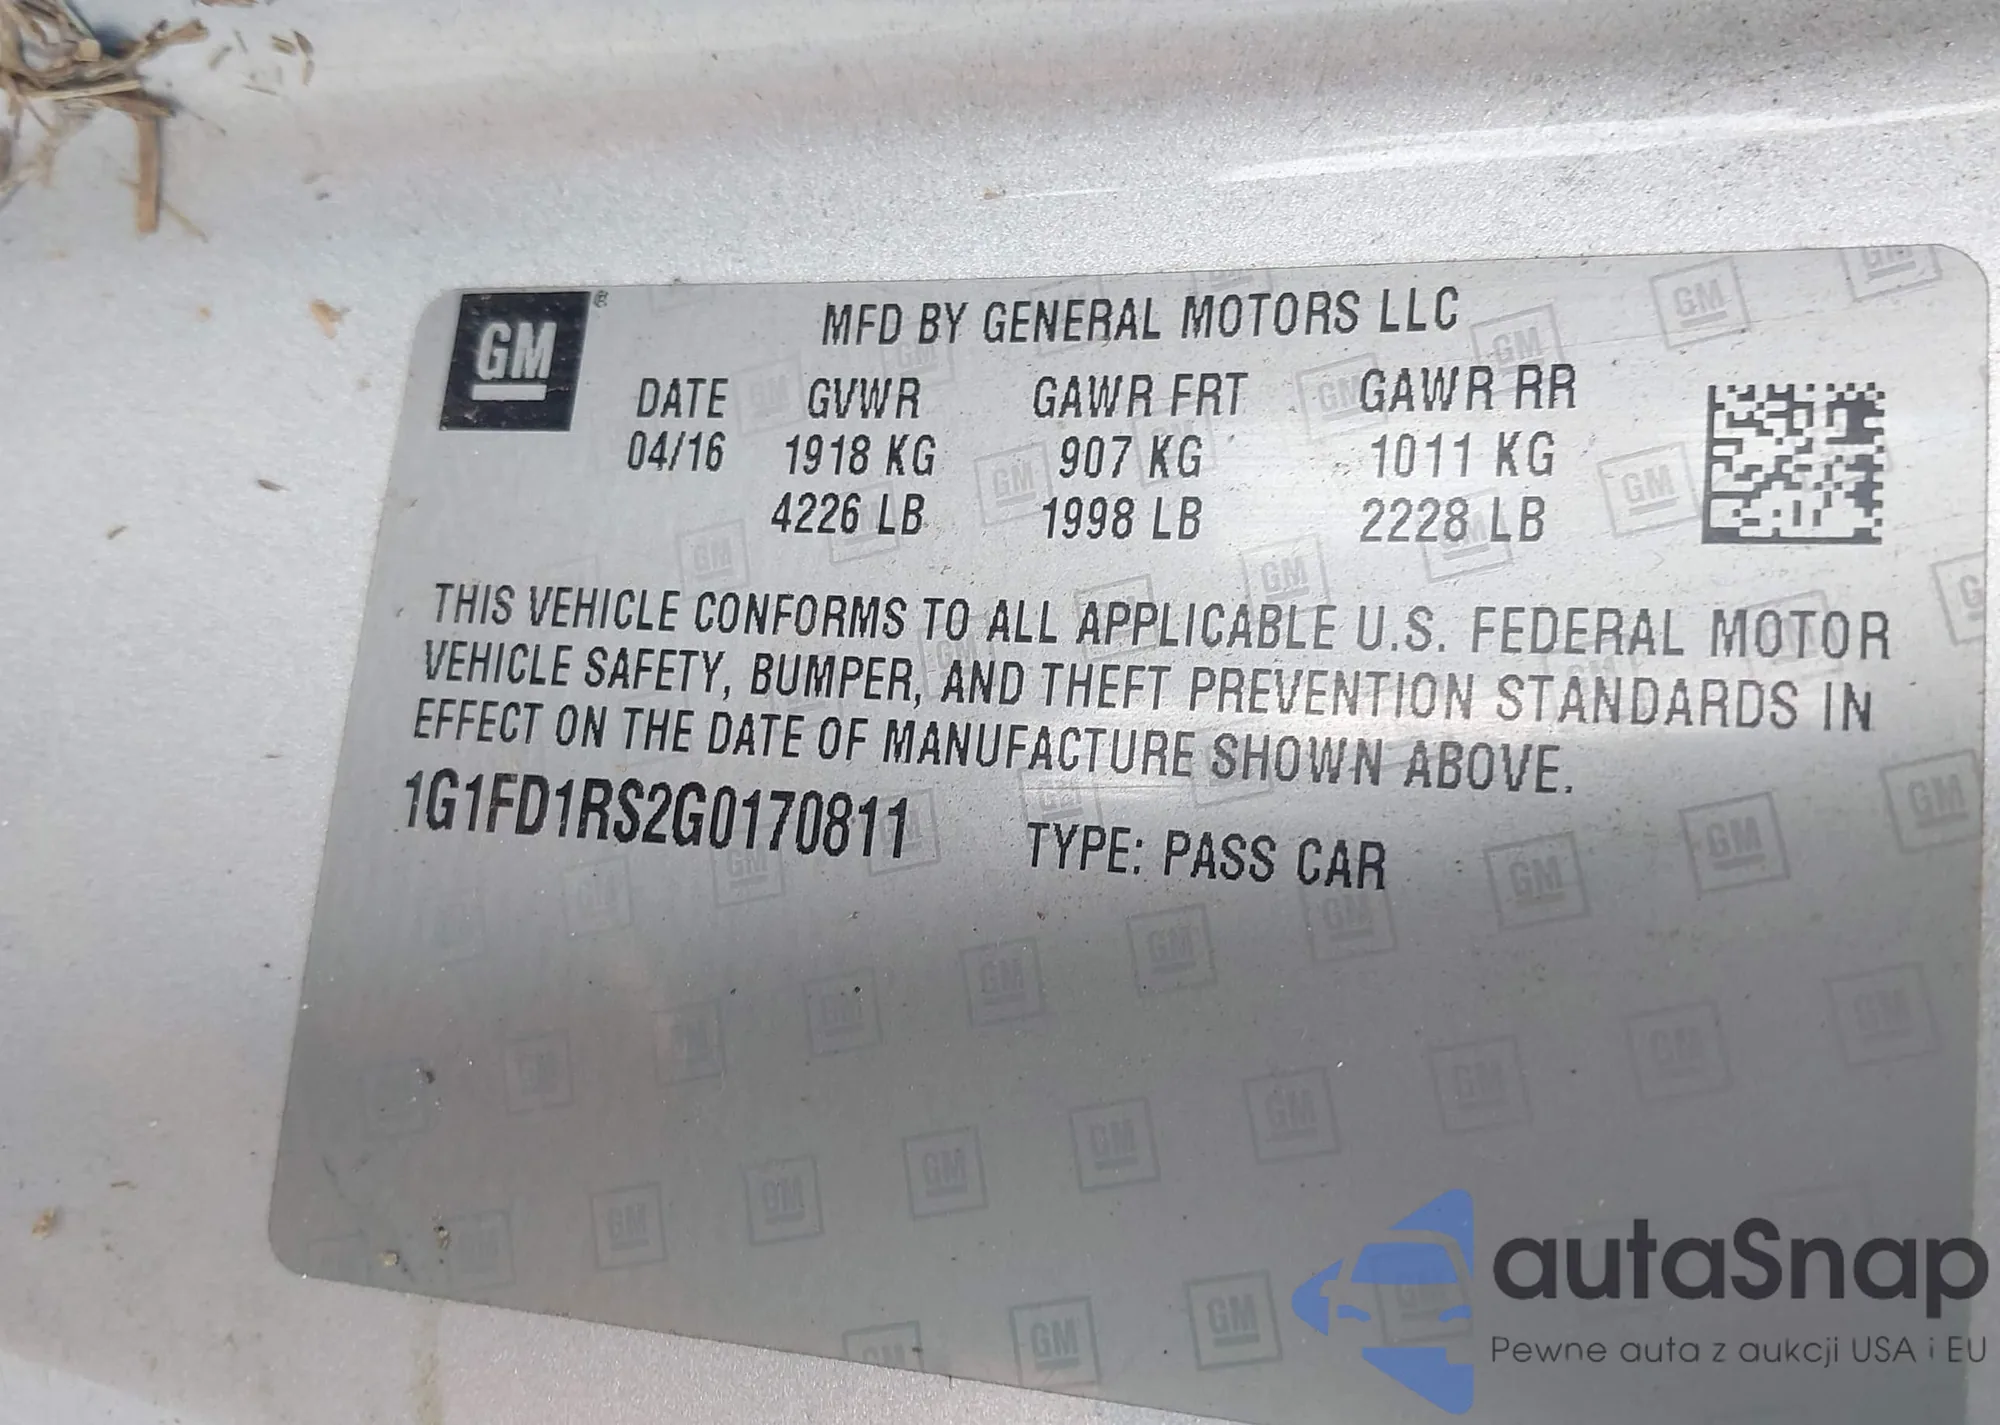 GM ®
MFD BY GENERAL MOTORS LLC
DATE GVWR GAWR FRT GAWR RR
04/16 1918 KG 907 KG 1011 KG
4226 LB 1998 LB 2228 LB
THIS VEHICLE CONFORMS TO ALL APPLICABLE U.S. FEDERAL MOTOR
VEHICLE SAFETY, BUMPER, AND THEFT PREVENTION STANDARDS IN
EFFECT ON THE DATE OF MANUFACTURE SHOWN ABOVE.
1G1FD1RS2G0170811 TYPE: PASS CAR
autaSnap
Pewne auta z aukcji USA i EU